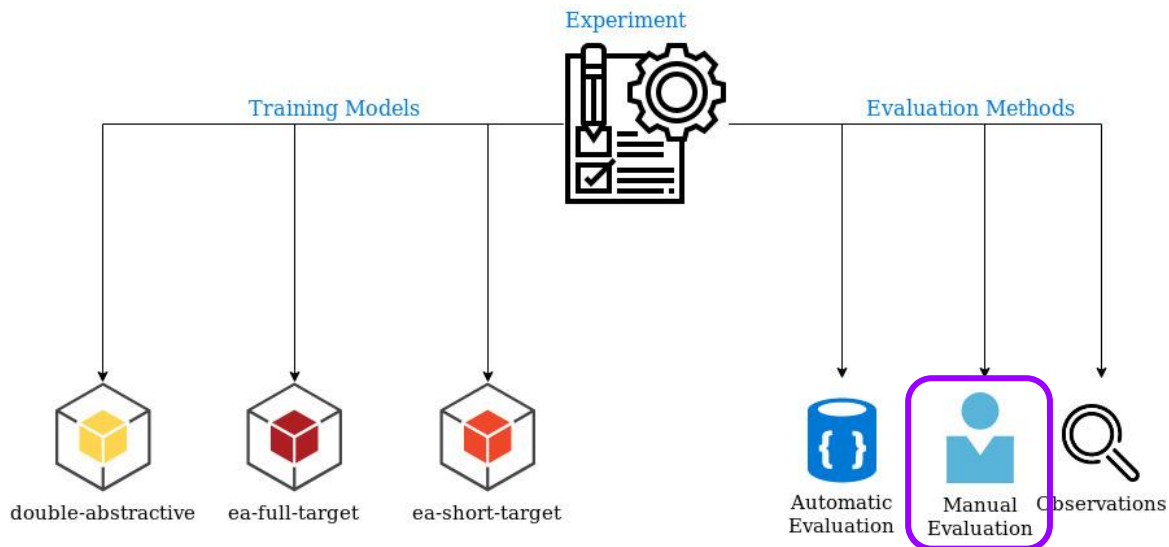 Experiment
Training Models
Evaluation Methods
double-abstractive
ea-full-target
ea-short-target
Automatic
Evaluation
Manual
Evaluation
Observations